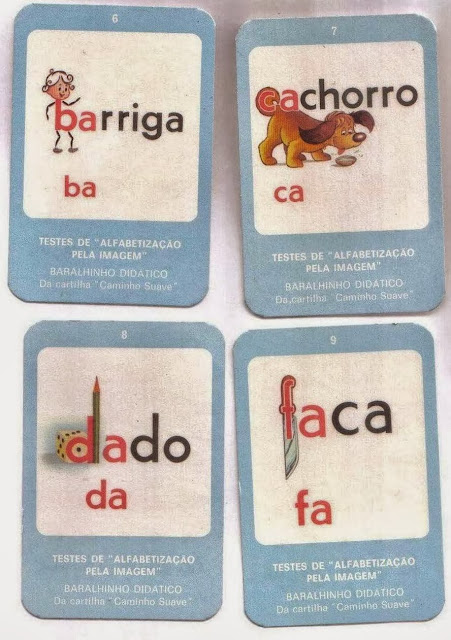 6
barriga
ba
TESTES DE "ALFABETIZAÇÃO
PELA IMAGEM"
BARALHINHO DIDÁTICO
Da cartilha "Caminho Suave"
7
cachorro
ca
TESTES DE "ALFABETIZAÇÃO
PELA IMAGEM"
BARALHINHO DIDÁTICO
Da cartilha "Caminho Suave"
8
dado
da
TESTES DE "ALFABETIZAÇÃO
PELA IMAGEM"
BARALHINHO DIDÁTICO
Da cartilha "Caminho Suave"
9
faca
fa
TESTES DE "ALFABETIZAÇÃO
PELA IMAGEM"
BARALHINHO DIDÁTICO
Da cartilha "Caminho Suave"